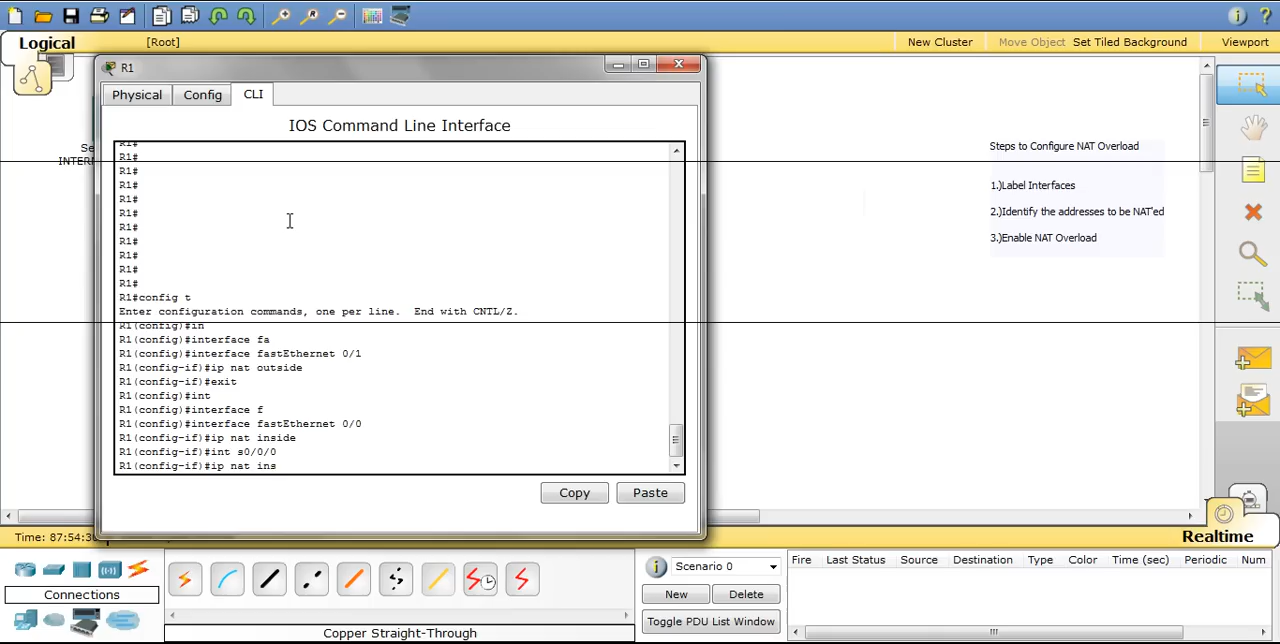 Logical
[Root]
New Cluster
Move Object
Set Tiled Background
Viewport
R1
Physical
Config
CLI
IOS Command Line Interface
R1#
R1#
R1#
R1#
R1#
R1#
R1#
R1#
R1#
R1#
R1#
R1#config t
Enter configuration commands, one per line.  End with CNTL/Z.
R1(config)#in
R1(config)#interface fa
R1(config)#interface fastEthernet 0/1
R1(config-if)#ip nat outside
R1(config-if)#exit
R1(config)#int
R1(config)#interface f
R1(config)#interface fastEthernet 0/0
R1(config-if)#ip nat inside
R1(config-if)#int s0/0/0
R1(config-if)#ip nat ins
Copy
Paste
Se
INTERN
Steps to Configure NAT Overload
1.)Label Interfaces
2.)Identify the addresses to be NAT'ed
3.)Enable NAT Overload
Time: 87:54:3
Realtime
Connections
Copper Straight-Through
Scenario 0
New
Delete
Toggle PDU List Window
Fire
Last Status
Source
Destination
Type
Color
Time (sec)
Periodic
Num